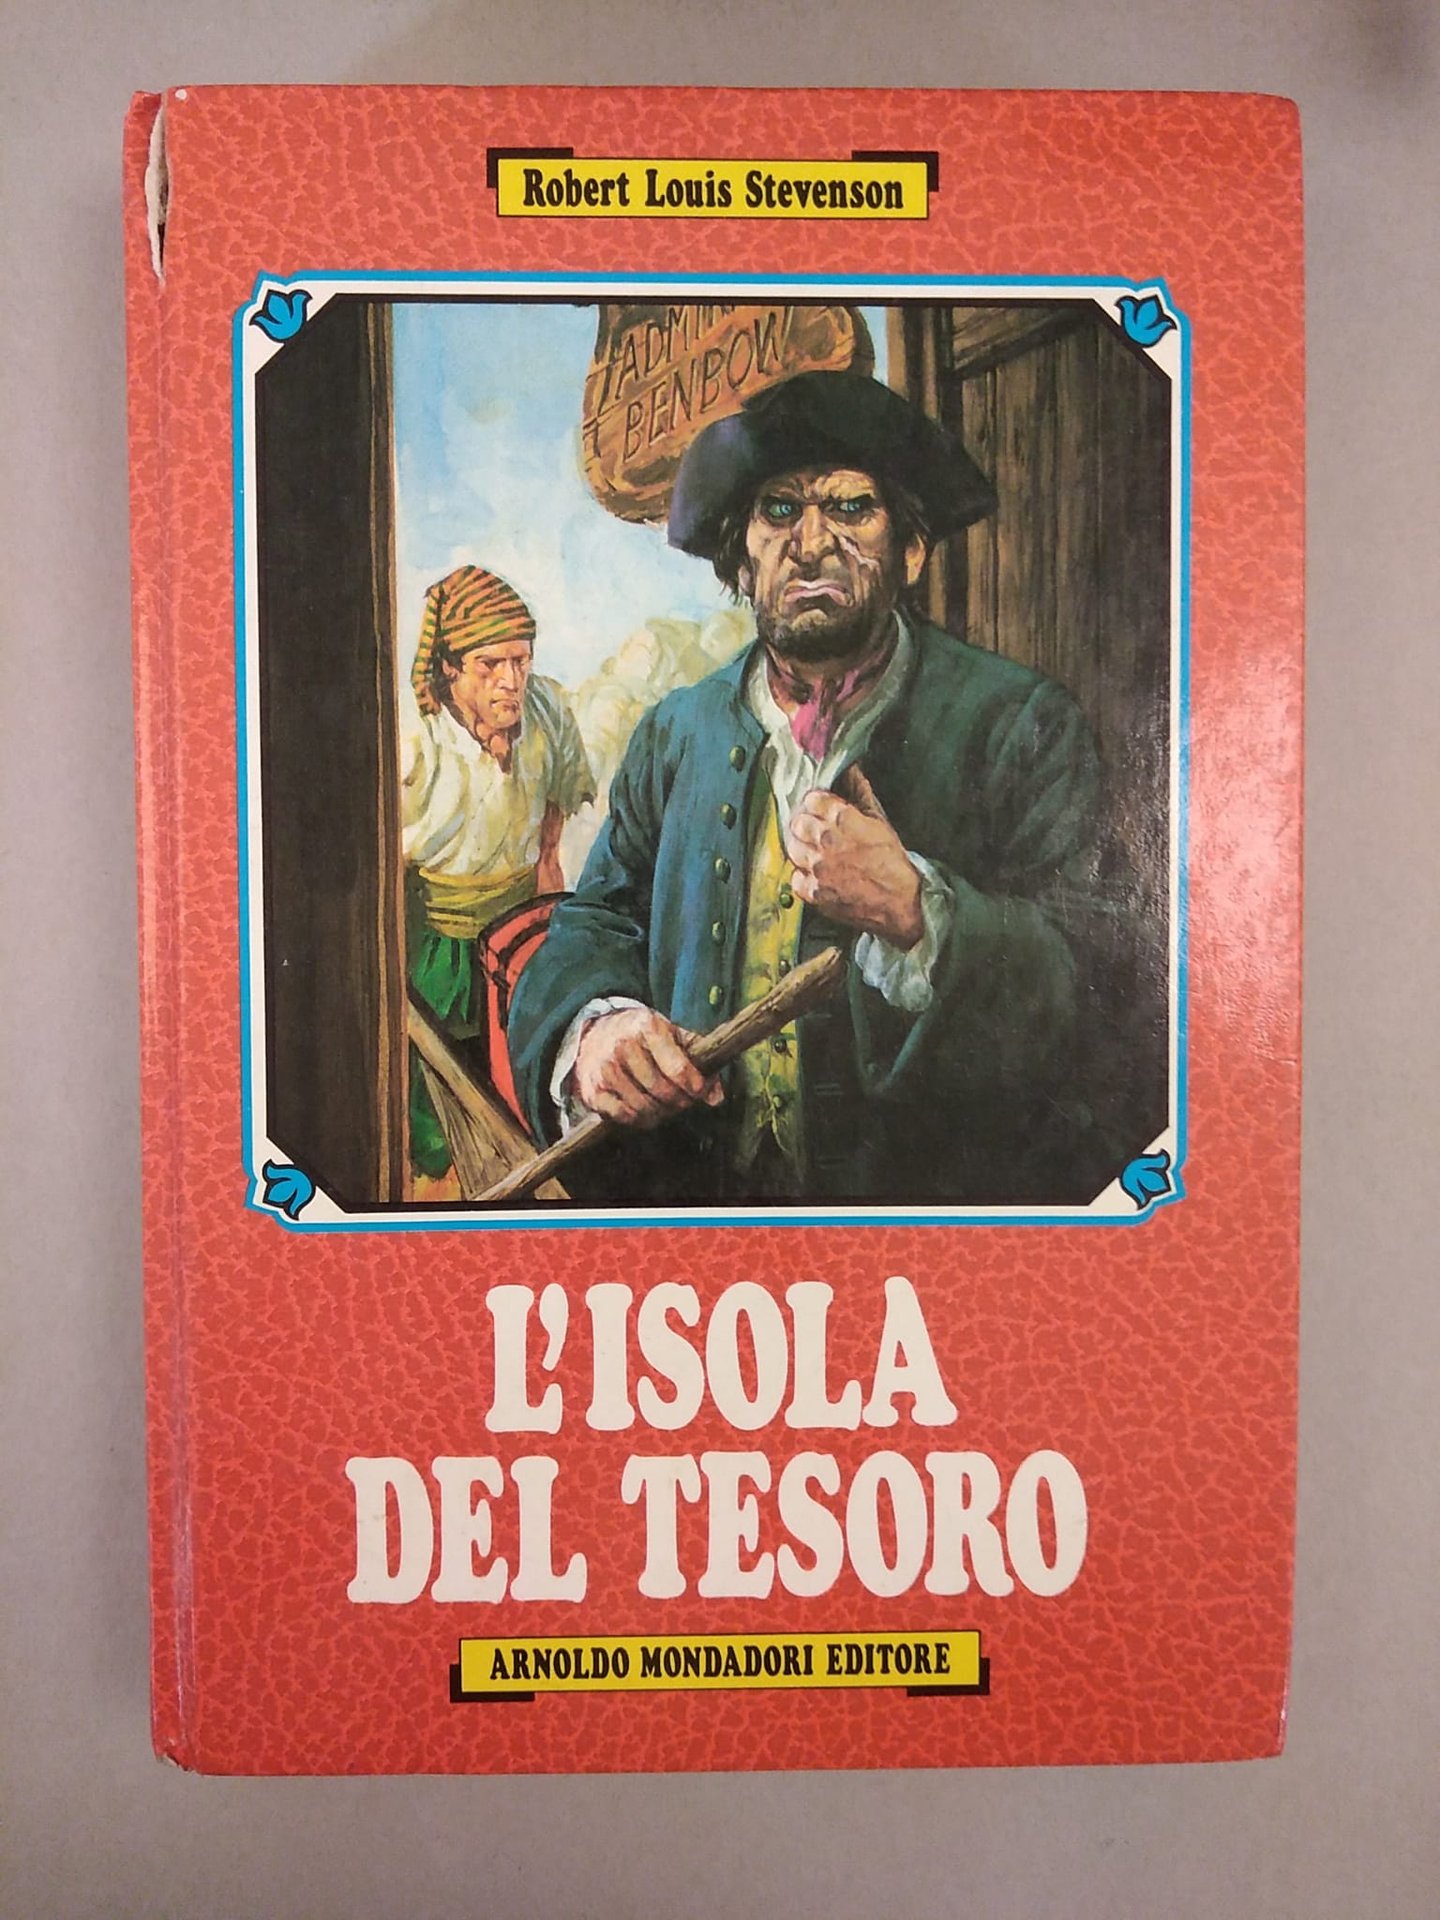 Robert Louis Stevenson
BENBOW
L'ISOLA
DEL TESORO
ARNOLDO MONDADORI EDITORE